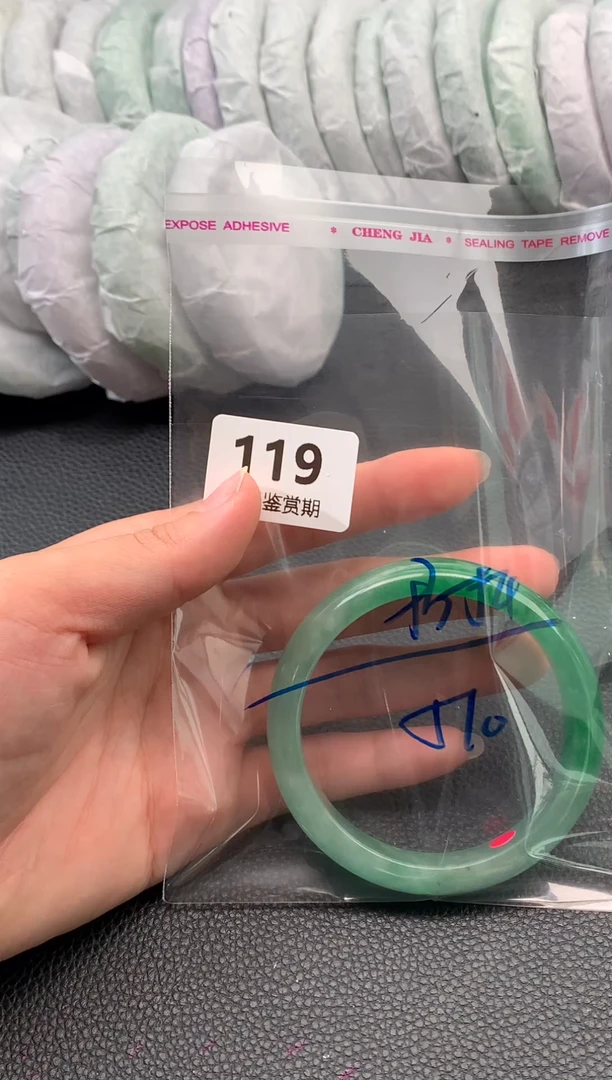 EXPOSE ADHESIVE * CHENG JIA * SEALING TAPE REMOVE
119
鉴赏期